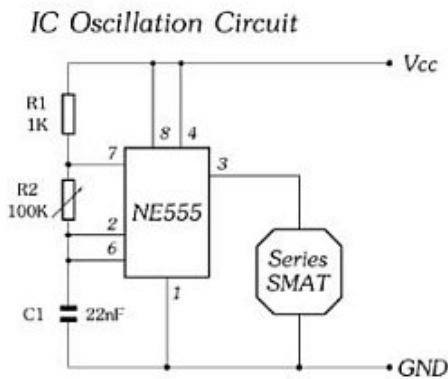 IC Oscillation Circuit
Vcc
R1
1K
8 4
7
3
R2
100K
NE555
2
6
Series
SMAT
1
C1 22nF
GND